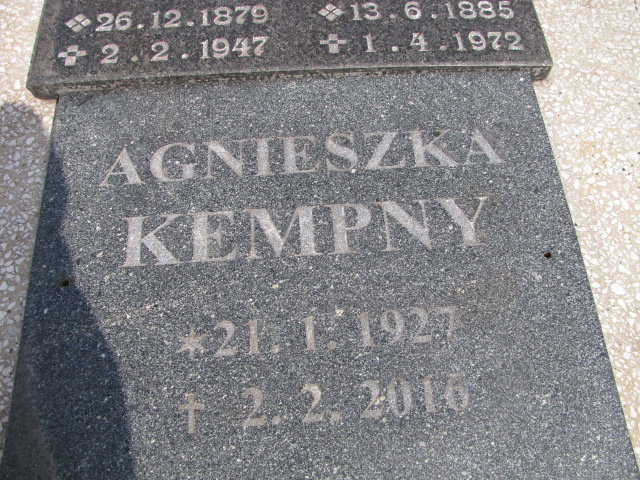 ❖26.12.1879 ❖13.6.1885
✝2.2.1947 ✝1.4.1972
AGNIESZKA
KEMPNY
★21.1.1927
✝2.2.2016